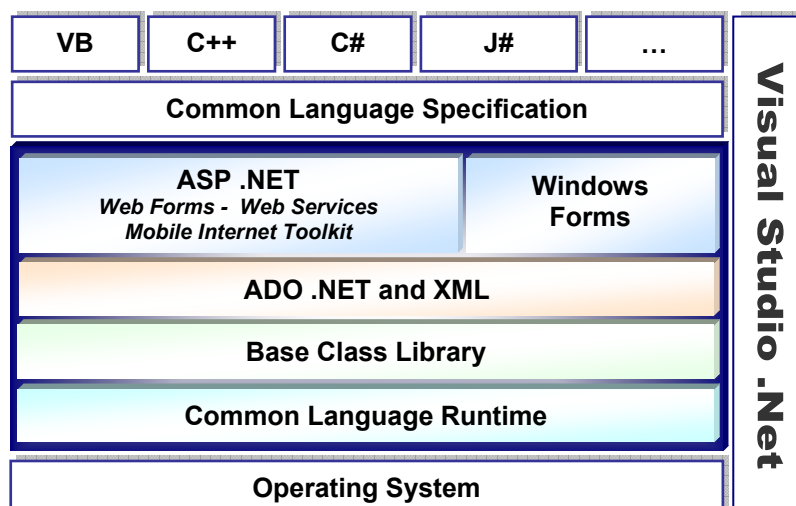 VB
C++
C#
J#
...
Common Language Specification
ASP .NET
Web Forms - Web Services
Mobile Internet Toolkit
Windows
Forms
ADO .NET and XML
Base Class Library
Common Language Runtime
Operating System
Visual Studio .Net